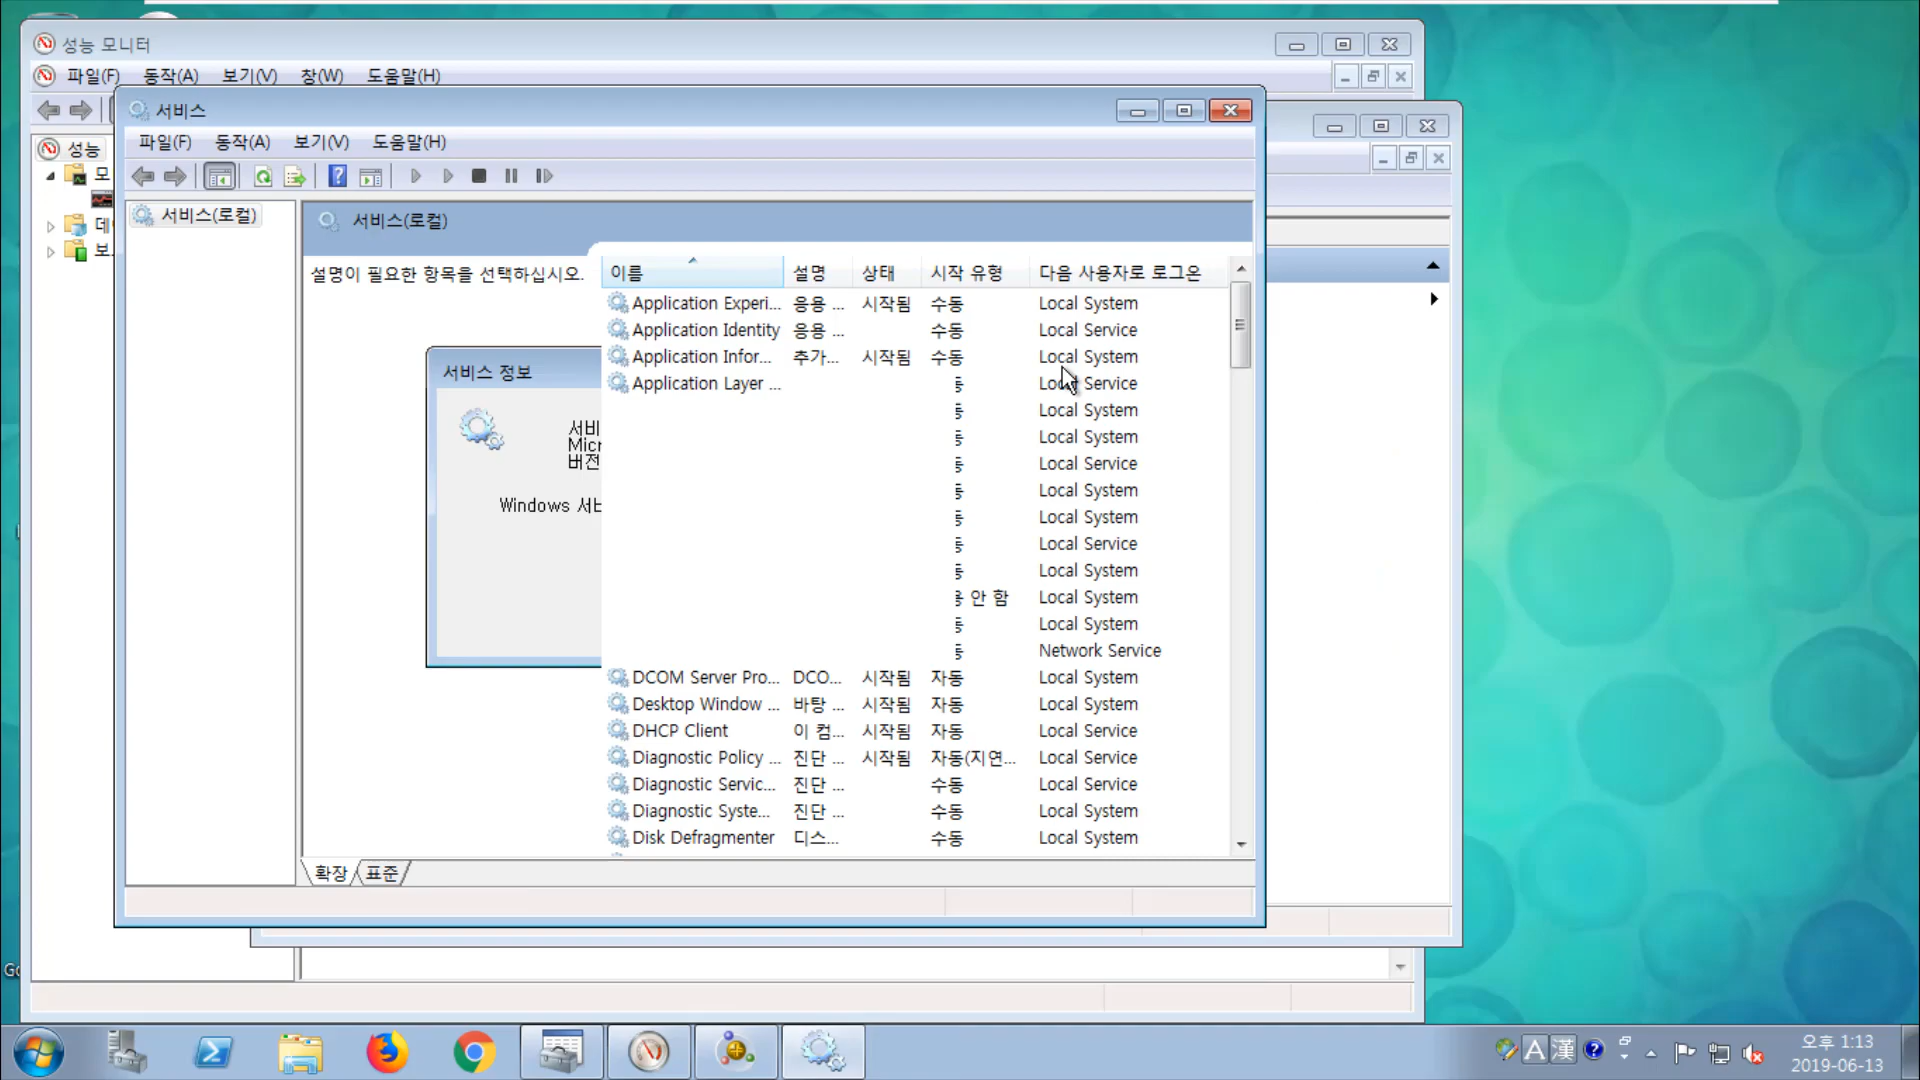 성능 모니터
파일(F) 동작(A) 보기(V) 창(W) 도움말(H)
성능
서비스
파일(F) 동작(A) 보기(V) 도움말(H)
서비스(로컬)
서비스(로컬)
설명이 필요한 항목을 선택하십시오.
이름 설명 상태 시작 유형 다음 사용자로 로그온
Application Experi... 응용 ... 시작됨 수동 Local System
Application Identity 응용 ... 수동 Local Service
Application Infor... 추가... 시작됨 수동 Local System
Application Layer ... Local Service
Local System
Local System
Local Service
Local System
Local System
Local Service
Local System
안 함 Local System
Local System
Network Service
DCOM Server Pro... DCO... 시작됨 자동 Local System
Desktop Window ... 바탕 ... 시작됨 자동 Local System
DHCP Client 이 컴... 시작됨 자동 Local Service
Diagnostic Policy ... 진단 ... 시작됨 자동(지연... Local Service
Diagnostic Servic... 진단 ... 수동 Local Service
Diagnostic Syste... 진단 ... 수동 Local System
Disk Defragmenter 디스... 수동 Local System
서비스 정보
버전
Windows
확장 표준
A 漢
오후 1:13
2019-06-13